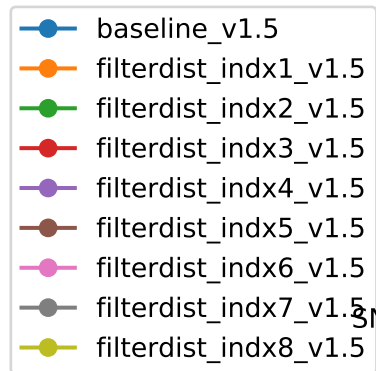 baseline_v1.5
filterdist_indx1_v1.5
filterdist_indx2_v1.5
filterdist_indx3_v1.5
filterdist_indx4_v1.5
filterdist_indx5_v1.5
filterdist_indx6_v1.5
filterdist_indx7_v1.5
filterdist_indx8_v1.5